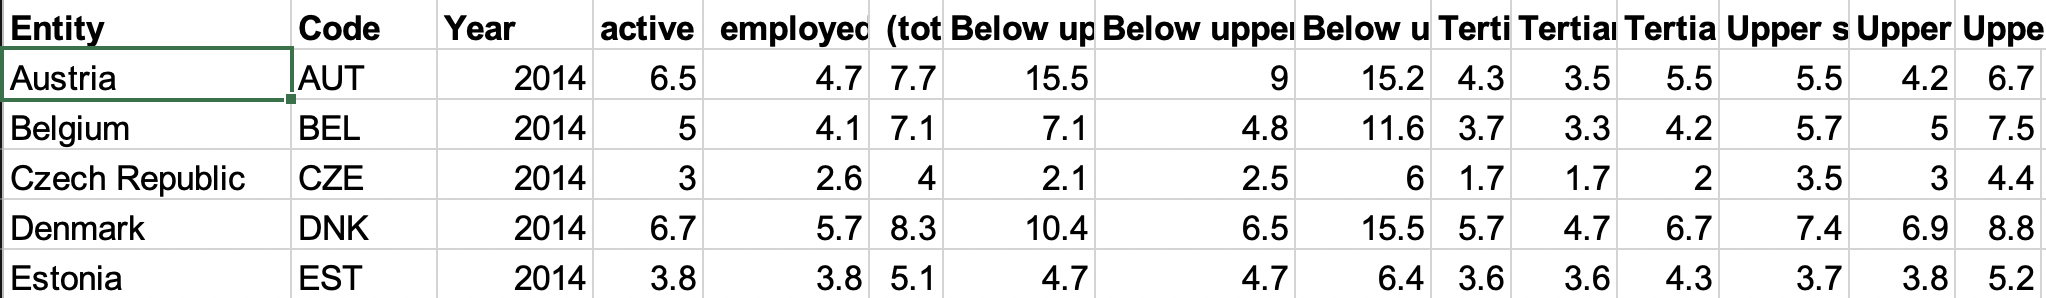 Entity Code Year active employed (tot Below up Below upper Below u Terti Tertiar Tertia Upper s Upper Uppe
Austria AUT 2014 6.5 4.7 7.7 15.5 9 15.2 4.3 3.5 5.5 5.5 4.2 6.7
Belgium BEL 2014 5 4.1 7.1 7.1 4.8 11.6 3.7 3.3 4.2 5.7 5 7.5
Czech Republic CZE 2014 3 2.6 4 2.1 2.5 6 1.7 1.7 2 3.5 3 4.4
Denmark DNK 2014 6.7 5.7 8.3 10.4 6.5 15.5 5.7 4.7 6.7 7.4 6.9 8.8
Estonia EST 2014 3.8 3.8 5.1 4.7 4.7 6.4 3.6 3.6 4.3 3.7 3.8 5.2